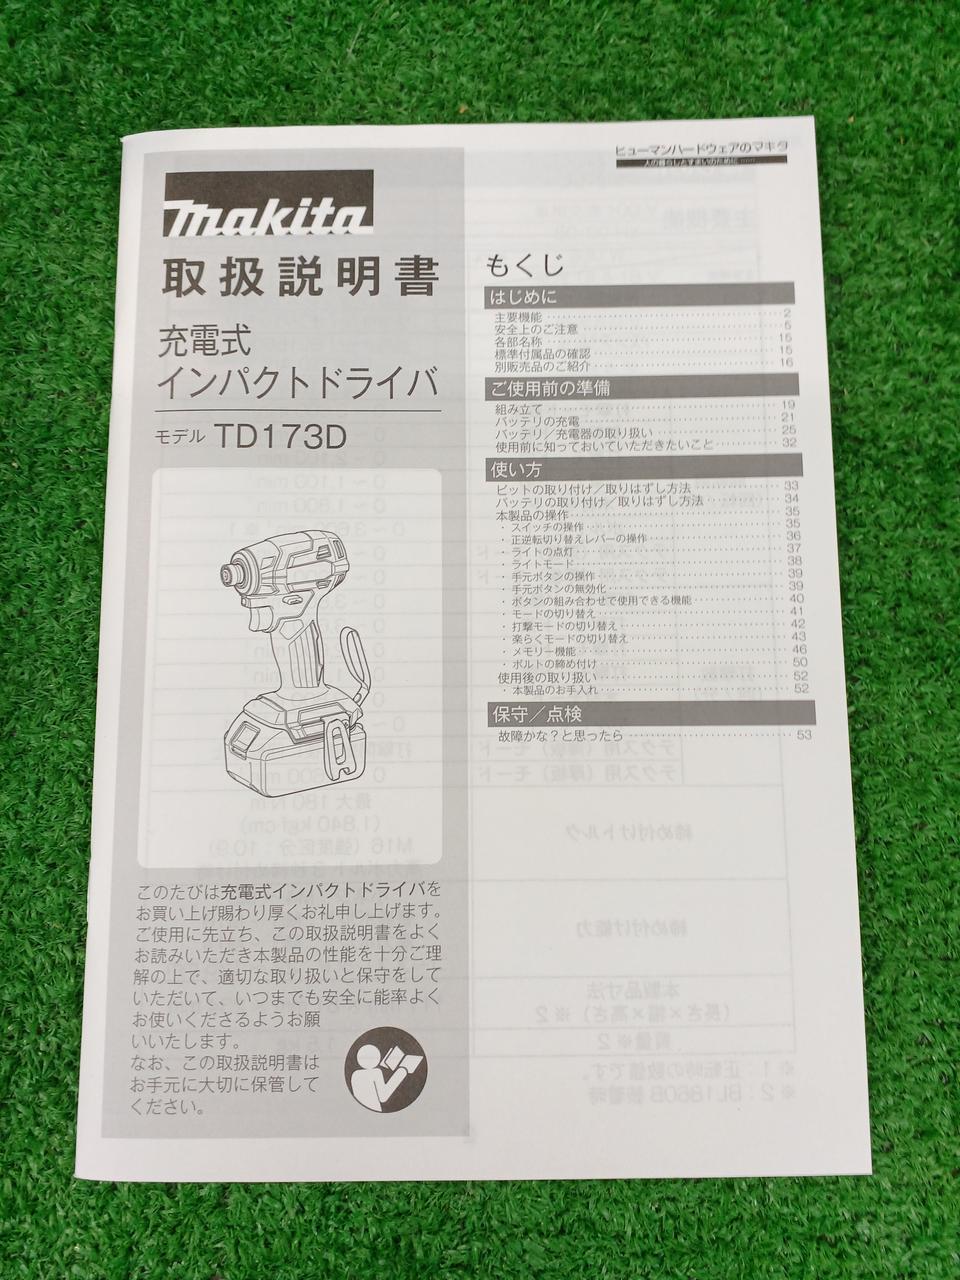 makita
取扱説明書
充電式
インパクトドライバ
モデル TD173D
このたびは充電式インパクトドライバを
お買い上げ賜わり厚くお礼申し上げます。
ご使用に先立ち、この取扱説明書をよく
お読みいただき本製品の性能を十分ご理
解の上で、適切な取り扱いと保守をして
いただいて、いつまでも安全に能率よく
お使いくださるようお願
いいたします。
なお、この取扱説明書は
お手元に大切に保管して
ください。
ヒューマンハードウェアのマキタ
人の暮らしとすまいのために
もくじ
はじめに
主要機能 2
安全上のご注意 5
各部名称 15
標準付属品の確認 15
別販売品のご紹介 16
ご使用前の準備
組み立て 19
バッテリの充電 21
バッテリ／充電器の取り扱い 25
使用前に知っておいていただきたいこと 32
使い方
ビットの取り付け／取りはずし方法 33
バッテリの取り付け／取りはずし方法 34
本製品の操作 35
・スイッチの操作 35
・正逆転切り替えレバーの操作 36
・ライトの点灯 37
・ライトモード 38
・手元ボタンの操作 39
・手元ボタンの無効化 39
・ボタンの組み合わせで使用できる機能 40
・モードの切り替え 41
・打撃モードの切り替え 42
・楽らくモードの切り替え 43
・メモリー機能 46
・ボルトの締め付け 50
使用後の取り扱い 52
・本製品のお手入れ 52
保守／点検
故障かな？と思ったら 53